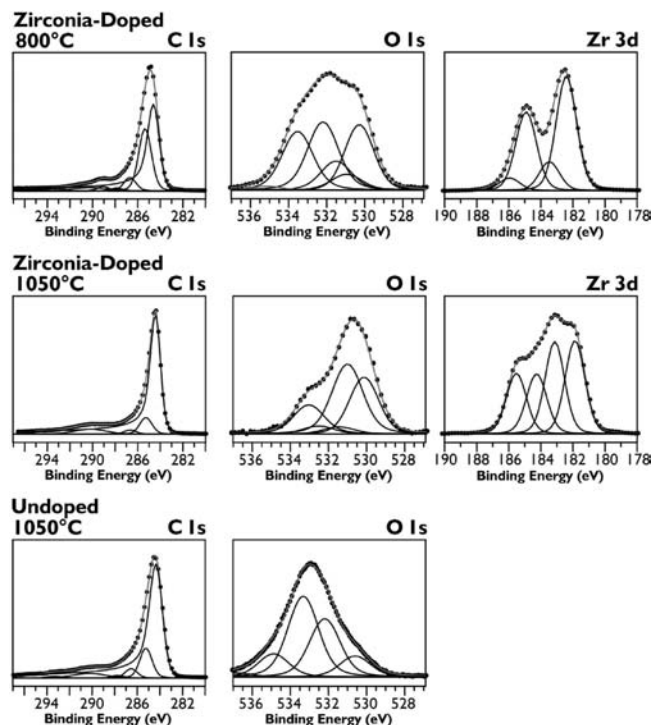 Zirconia-Doped
800°C C 1s O 1s Zr 3d
294 290 286 282 536 534 532 530 528 190 188 186 184 182 180 178
Binding Energy (eV) Binding Energy (eV) Binding Energy (eV)
Zirconia-Doped
1050°C C 1s O 1s Zr 3d
294 290 286 282 536 534 532 530 528 190 188 186 184 182 180 178
Binding Energy (eV) Binding Energy (eV) Binding Energy (eV)
Undoped
1050°C C 1s O 1s
294 290 286 282 536 534 532 530 528
Binding Energy (eV) Binding Energy (eV)